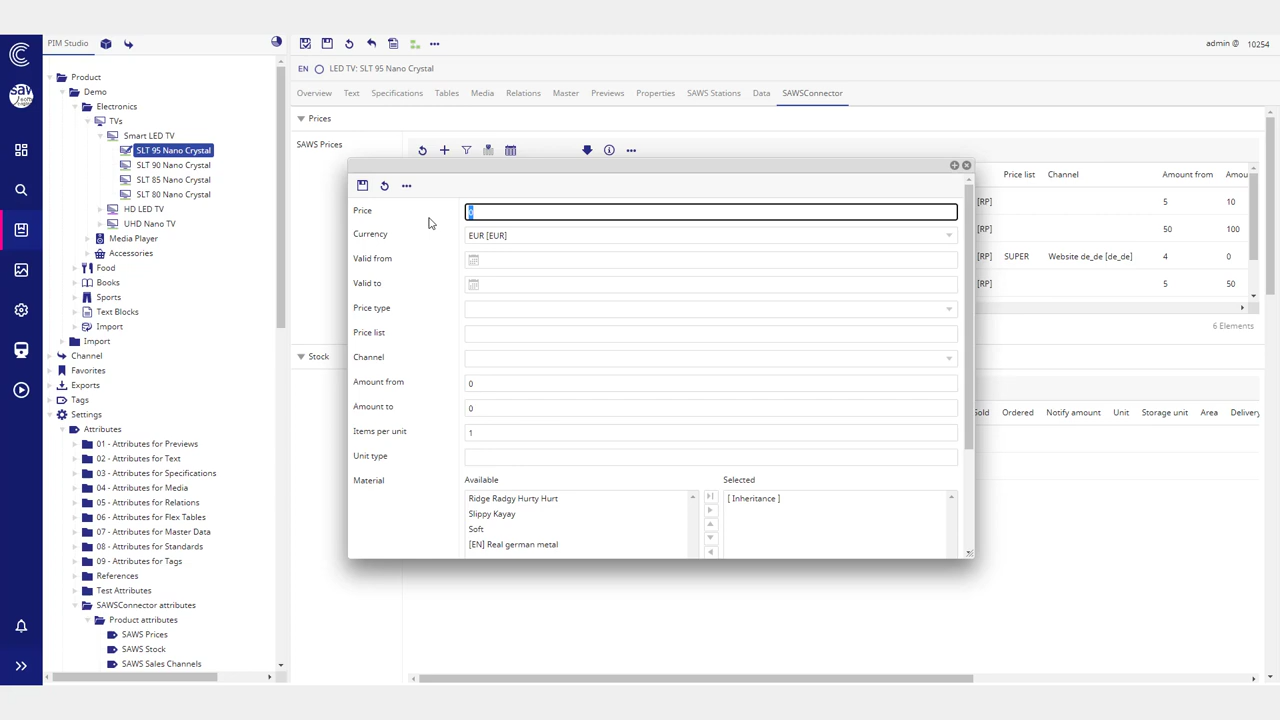 PIM Studio
admin @ 10254
EN LED TV: SLT 95 Nano Crystal
Overview Text Specifications Tables Media Relations Master Previews Properties SAWS Stations Data SAWSConnector
Product
Demo
Electronics
TVs
Smart LED TV
SLT 95 Nano Crystal
SLT 90 Nano Crystal
SLT 85 Nano Crystal
SLT 80 Nano Crystal
HD LED TV
UHD Nano TV
Media Player
Accessories
Food
Books
Sports
Text Blocks
Import
Import
Channel
Favorites
Exports
Tags
Settings
Attributes
01 - Attributes for Previews
02 - Attributes for Text
03 - Attributes for Specifications
04 - Attributes for Media
05 - Attributes for Relations
06 - Attributes for Flex Tables
07 - Attributes for Master Data
08 - Attributes for Standards
09 - Attributes for Tags
References
Test Attributes
SAWSConnector attributes
Product attributes
SAWS Prices
SAWS Stock
SAWS Sales Channels
Prices
SAWS Prices
Stock
Price 0
Currency EUR [EUR]
Valid from
Valid to
Price type
Price list
Channel
Amount from 0
Amount to 0
Items per unit 1
Unit type
Material Available Selected
Ridge Radgy Hurty Hurt [ Inheritance ]
Slippy Kayay
Soft
[EN] Real german metal
Price list Channel Amount from Amou
[RP] 5 10
[RP] 50 100
[RP] SUPER Website de_de [de_de] 4 0
[RP] 5 50
6 Elements
Ordered Notify amount Unit Storage unit Area Delivery